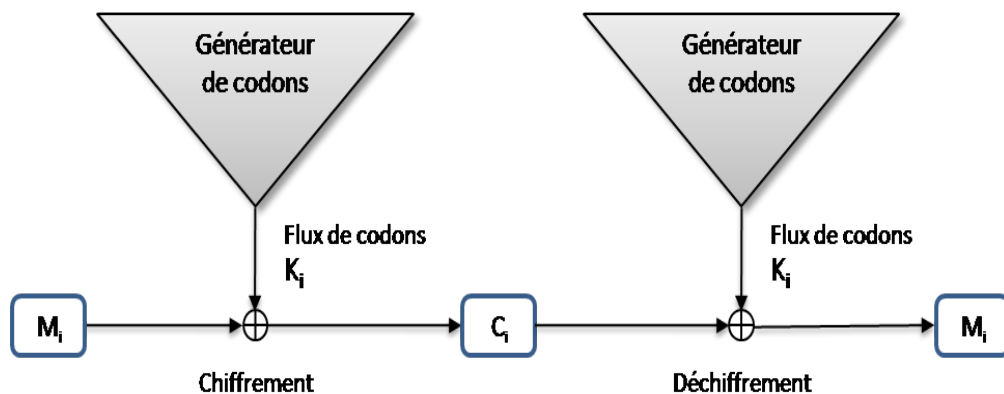 Générateur
de codons
Générateur
de codons
Flux de codons
Ki
Flux de codons
Ki
Mi
Ci
Mi
Chiffrement
Déchiffrement